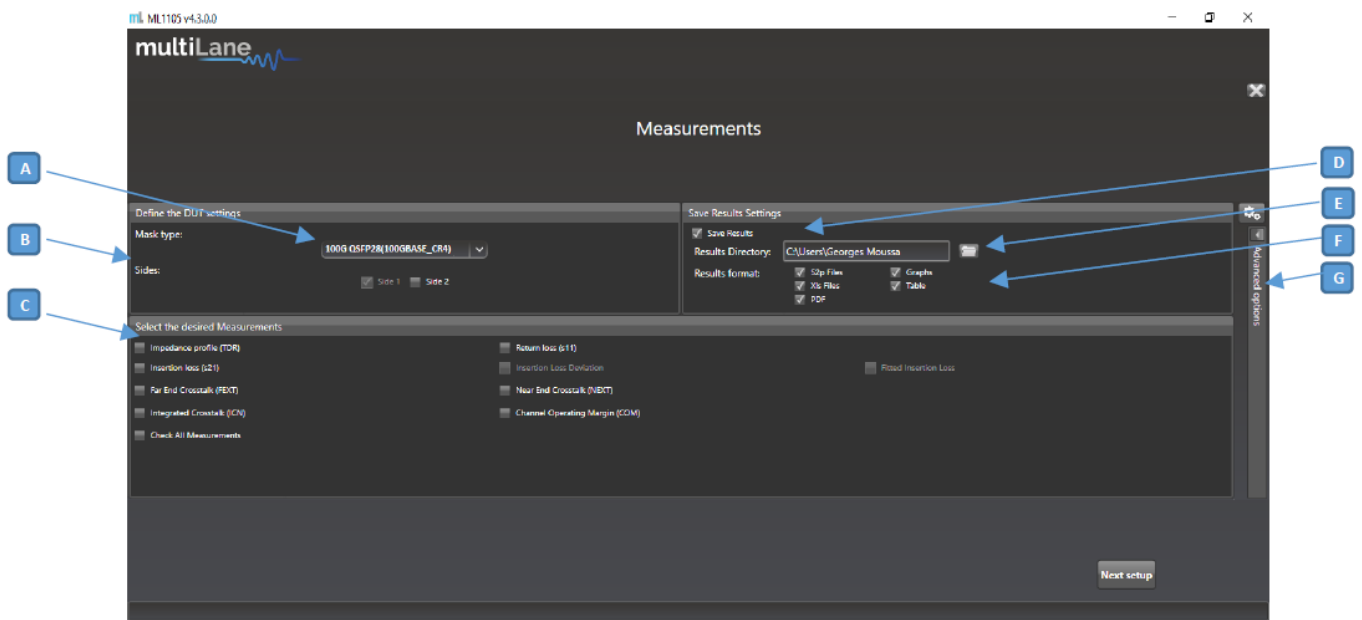 ML1105 v4.3.0.0
multiLane
Measurements
A
B
C
D
E
F
G
Define the DUT settings
Mask type:
100G QSFP28(100GBASE_CR4)
Sides:
Side 1 Side 2
Save Results Settings
Save Results
Results Directory: C:\Users\Georges Moussa
Results format: S2p Files Graphs
Xls Files Table
PDF
Advanced options
Select the desired Measurements
Impedance profile (TDR) Return loss (s11)
Insertion loss (s21) Insertion Loss Deviation Fitted Insertion Loss
Far End Crosstalk (FEXT) Near End Crosstalk (NEXT)
Integrated Crosstalk (ICN) Channel Operating Margin (COM)
Check All Measurements
Next setup